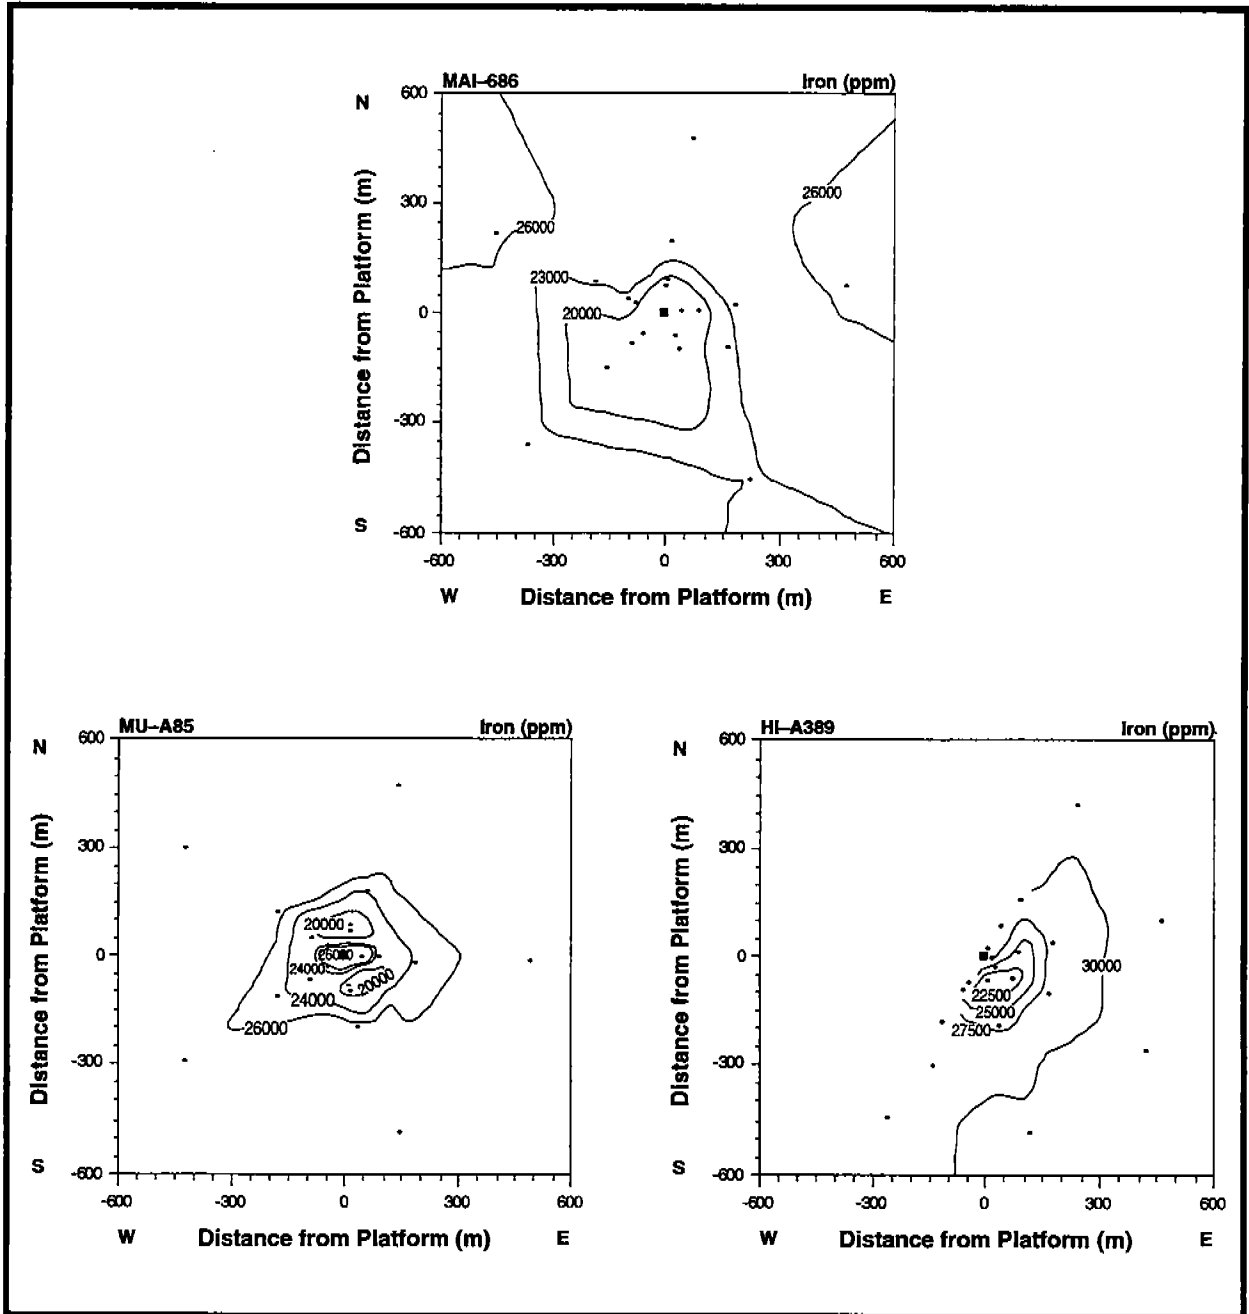 MAI-686 Iron (ppm)
N
S
Distance from Platform (m)
600
300
0
-300
-600
26000
26000
23000
20000
-600 -300 0 300 600
W Distance from Platform (m) E
MU-A85 Iron (ppm)
N
S
Distance from Platform (m)
600
300
0
-300
-600
20000
26000
24000
20000
24000
26000
-600 -300 0 300 600
W Distance from Platform (m) E
HI-A389 Iron (ppm)
N
S
Distance from Platform (m)
600
300
0
-300
-600
30000
22500
25000
27500
-600 -300 0 300 600
W Distance from Platform (m) E